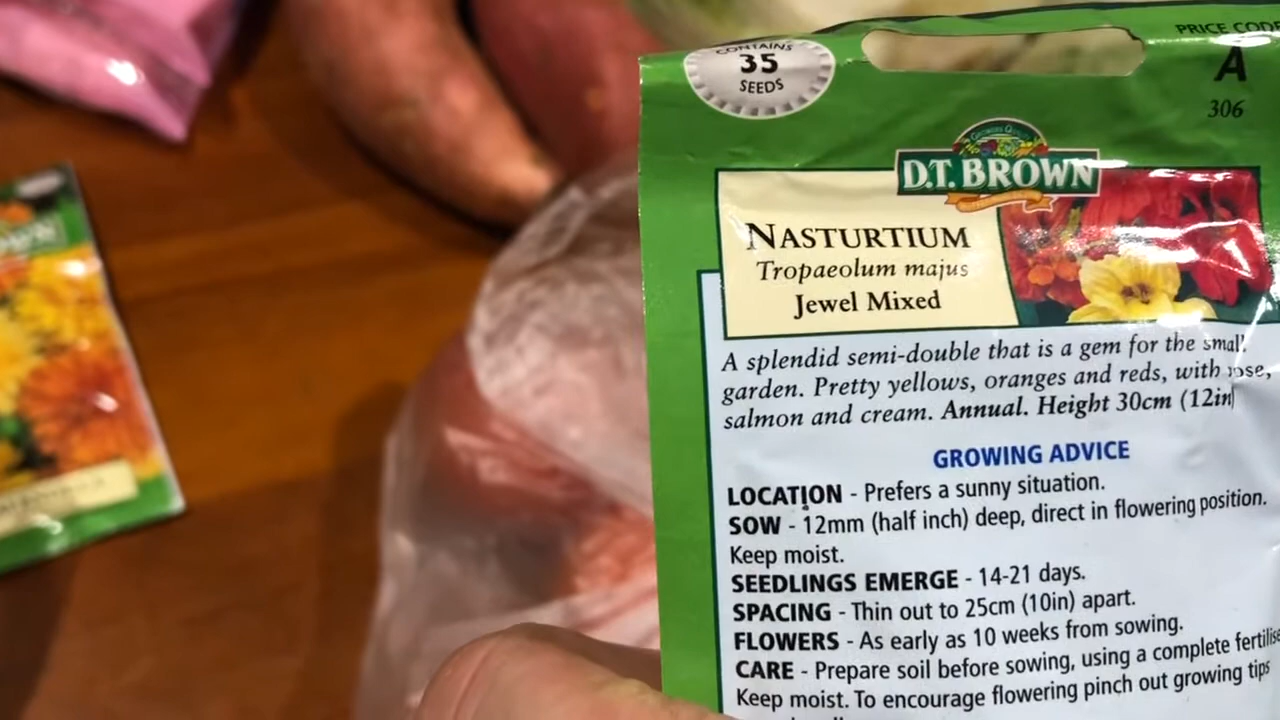 CONTAINS
35
SEEDS
PRICE CODE
A
306
D.T. BROWN
NASTURTIUM
Tropaeolum majus
Jewel Mixed
A splendid semi-double that is a gem for the small
garden. Pretty yellows, oranges and reds, with rose,
salmon and cream. Annual. Height 30cm (12in)
GROWING ADVICE
LOCATION - Prefers a sunny situation.
SOW - 12mm (half inch) deep, direct in flowering position.
Keep moist.
SEEDLINGS EMERGE - 14-21 days.
SPACING - Thin out to 25cm (10in) apart.
FLOWERS - As early as 10 weeks from sowing.
CARE - Prepare soil before sowing, using a complete fertilise
Keep moist. To encourage flowering pinch out growing tips